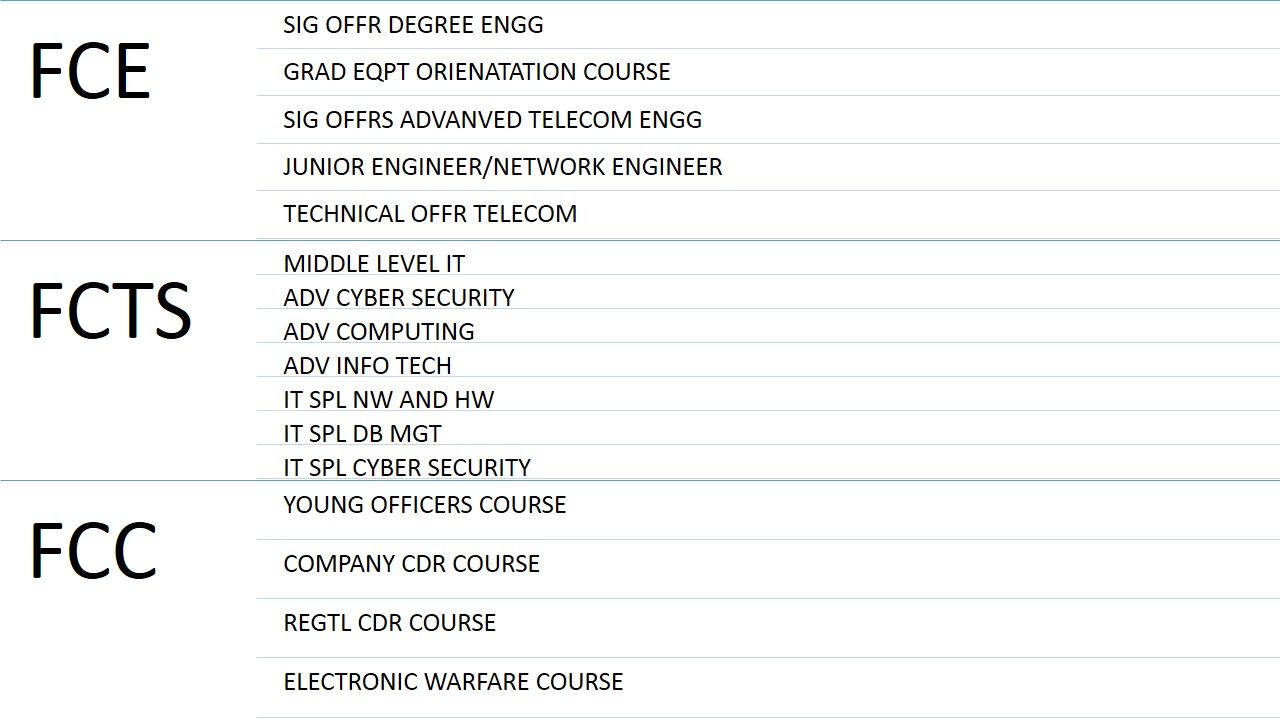 FCE
SIG OFFR DEGREE ENGG
GRAD EQPT ORIENATATION COURSE
SIG OFFRS ADVANVED TELECOM ENGG
JUNIOR ENGINEER/NETWORK ENGINEER
TECHNICAL OFFR TELECOM
FCTS
MIDDLE LEVEL IT
ADV CYBER SECURITY
ADV COMPUTING
ADV INFO TECH
IT SPL NW AND HW
IT SPL DB MGT
IT SPL CYBER SECURITY
FCC
YOUNG OFFICERS COURSE
COMPANY CDR COURSE
REGTL CDR COURSE
ELECTRONIC WARFARE COURSE